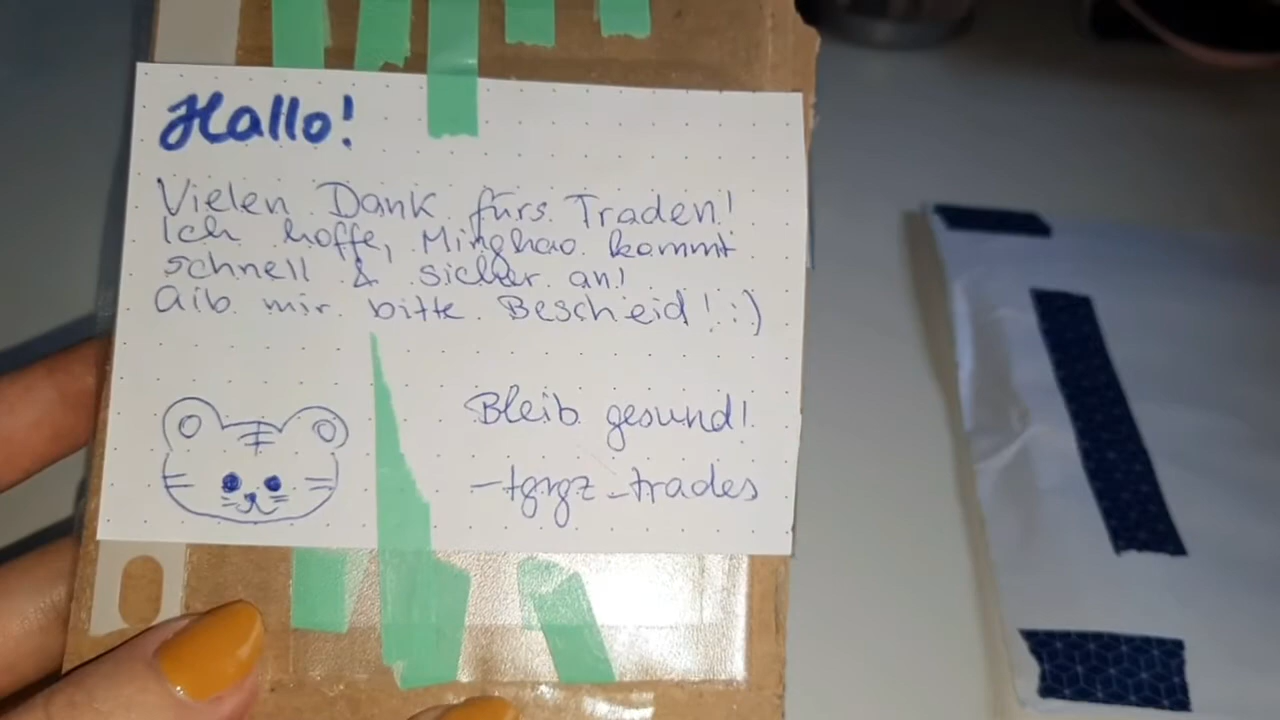 Hallo!
Vielen Dank fürs Traden!
Ich hoffe, Minghao kommt
schnell & sicher an!
Gib mir bitte Bescheid! :)
Bleib gesund!
-tgrgz_trades